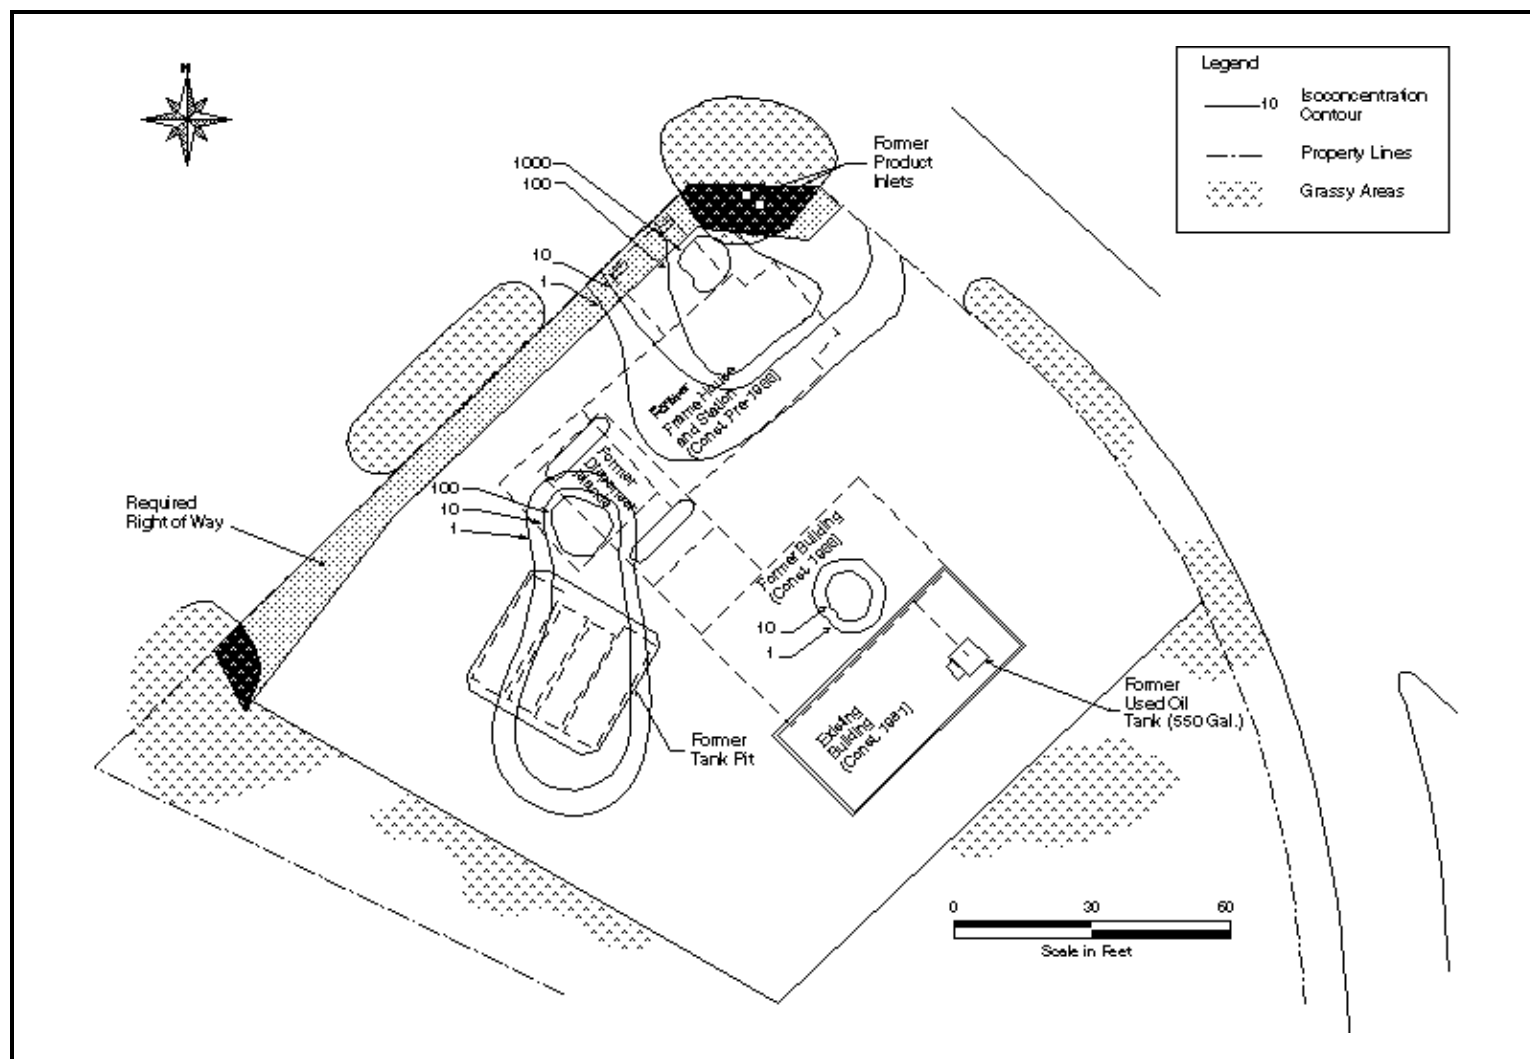 N
Legend
10
Isoconcentration
Contour
Property Lines
Grassy Areas
Former
Product
Inlets
1000
100
10
1
Former
Frame House
and Station
(Const. Pre-1966)
Former
Dispenser
Islands
100
10
1
Required
Right of Way
Former Building
(Const. 1966)
10
1
Former
Used Oil
Tank (550 Gal.)
Existing
Building
(Const. 1981)
Former
Tank Pit
0
30
60
Scale in Feet